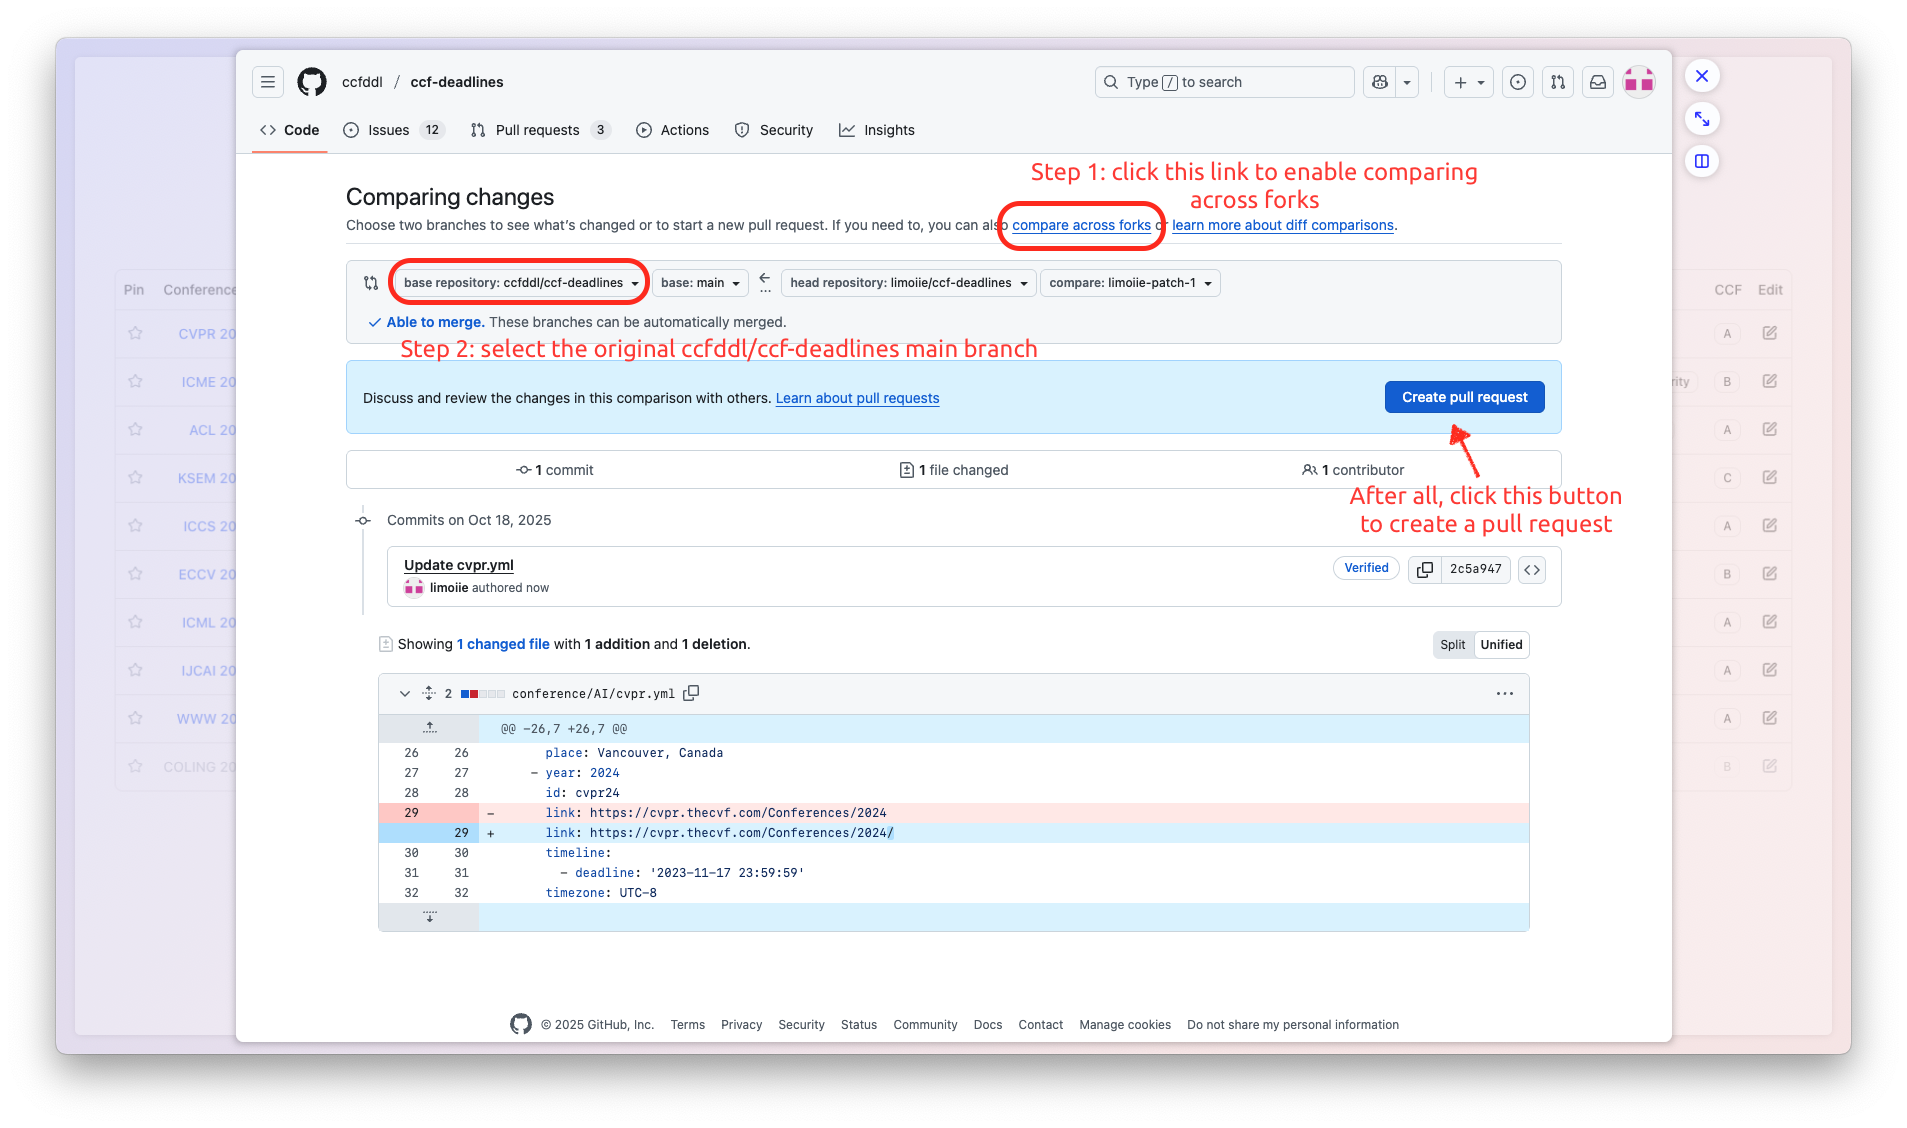 ccfddl / ccf-deadlines
Type / to search
Code
Issues 12
Pull requests 3
Actions
Security
Insights
Step 1: click this link to enable comparing
across forks
Comparing changes
Choose two branches to see what's changed or to start a new pull request. If you need to, you can also compare across forks or learn more about diff comparisons.
base repository: ccfddl/ccf-deadlines
base: main
head repository: limoiie/ccf-deadlines
compare: limoiie-patch-1
Able to merge. These branches can be automatically merged.
Step 2: select the original ccfddl/ccf-deadlines main branch
Discuss and review the changes in this comparison with others. Learn about pull requests
Create pull request
1 commit
1 file changed
1 contributor
After all, click this button
to create a pull request
Commits on Oct 18, 2025
Update cvpr.yml
limoiie authored now
Verified
2c5a947
Showing 1 changed file with 1 addition and 1 deletion.
Split
Unified
2 conference/AI/cvpr.yml
@@ -26,7 +26,7 @@
26 26 place: Vancouver, Canada
27 27 - year: 2024
28 28 id: cvpr24
29 - link: https://cvpr.thecvf.com/Conferences/2024
29 + link: https://cvpr.thecvf.com/Conferences/2024/
30 30 timeline:
31 31 - deadline: '2023-11-17 23:59:59'
32 32 timezone: UTC-8
© 2025 GitHub, Inc. Terms Privacy Security Status Community Docs Contact Manage cookies Do not share my personal information
Pin Conference
CCF Edit
CVPR 20
A
ICME 20
rity B
ACL 20
A
KSEM 20
C
ICCS 20
A
ECCV 20
B
ICML 20
A
IJCAI 20
A
WWW 20
A
COLING 20
B